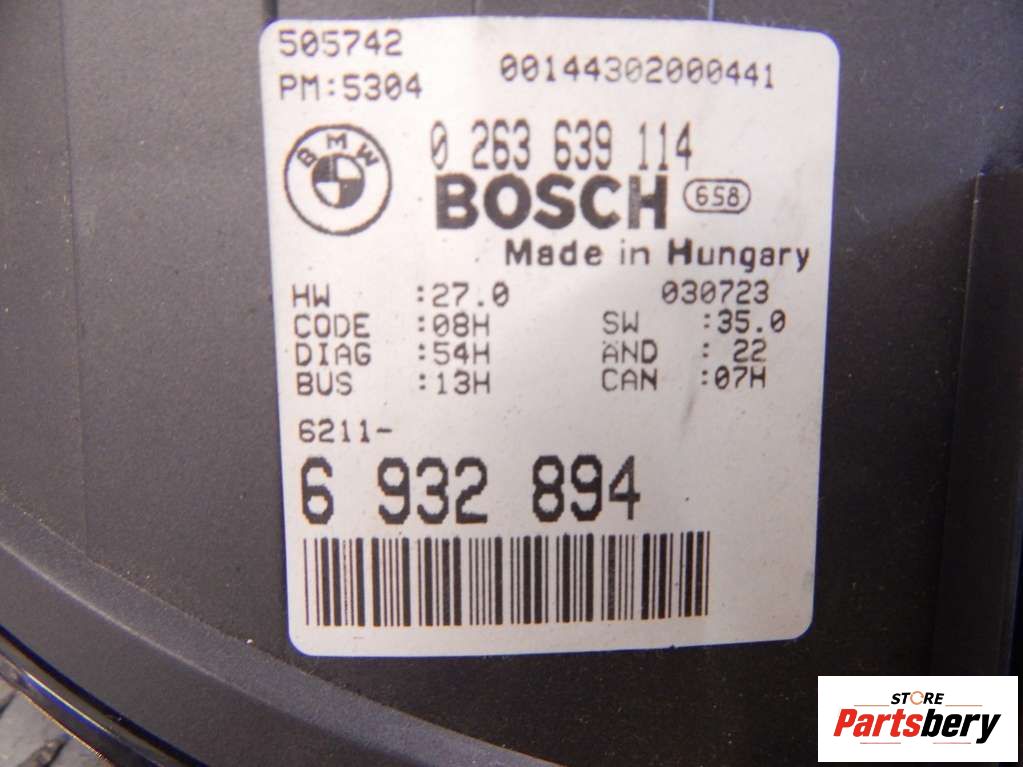 505742
PM:5304
00144302000441
BMW
0 263 639 114
BOSCH 658
Made in Hungary
HW :27.0 030723
CODE :08H SW :35.0
DIAG :54H AND : 22
BUS :13H CAN :07H
6211-
6 932 894
STORE
Partsbery